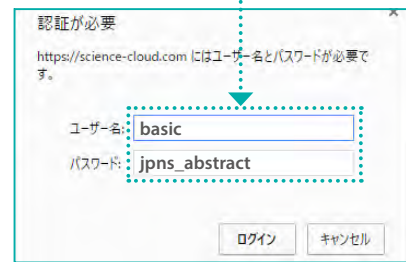 認証が必要
×
https://science-cloud.com にはユーザー名とパスワードが必要で
す。
ユーザー名: basic
パスワード: jpns_abstract
ログイン キャンセル